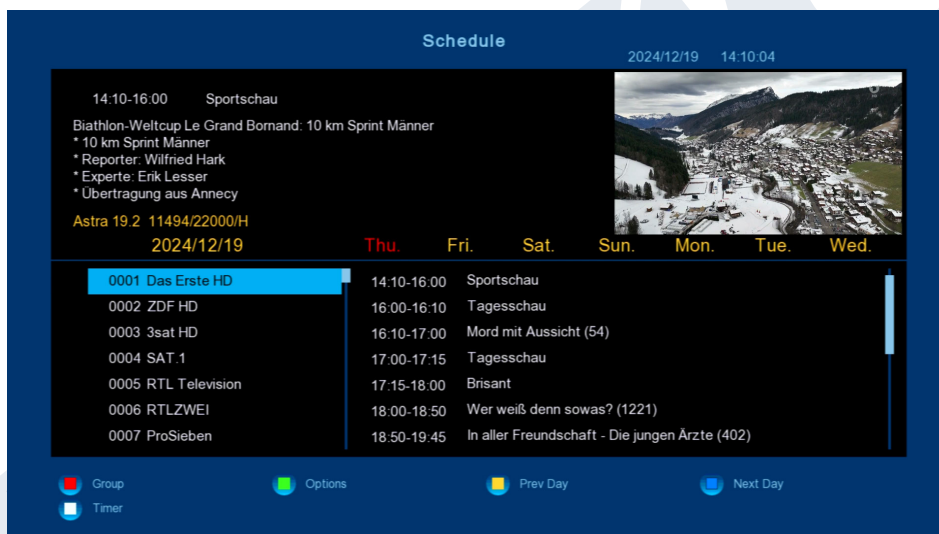 Schedule
2024/12/19 14:10:04
14:10-16:00 Sportschau
Biathlon-Weltcup Le Grand Bornand: 10 km Sprint Männer
* 10 km Sprint Männer
* Reporter: Wilfried Hark
* Experte: Erik Lesser
* Übertragung aus Annecy
Astra 19.2 11494/22000/H
2024/12/19 Thu. Fri. Sat. Sun. Mon. Tue. Wed.
0001 Das Erste HD 14:10-16:00 Sportschau
0002 ZDF HD 16:00-16:10 Tagesschau
0003 3sat HD 16:10-17:00 Mord mit Aussicht (54)
0004 SAT.1 17:00-17:15 Tagesschau
0005 RTL Television 17:15-18:00 Brisant
0006 RTLZWEI 18:00-18:50 Wer weiß denn sowas? (1221)
0007 ProSieben 18:50-19:45 In aller Freundschaft - Die jungen Ärzte (402)
Group Options Prev Day Next Day
Timer